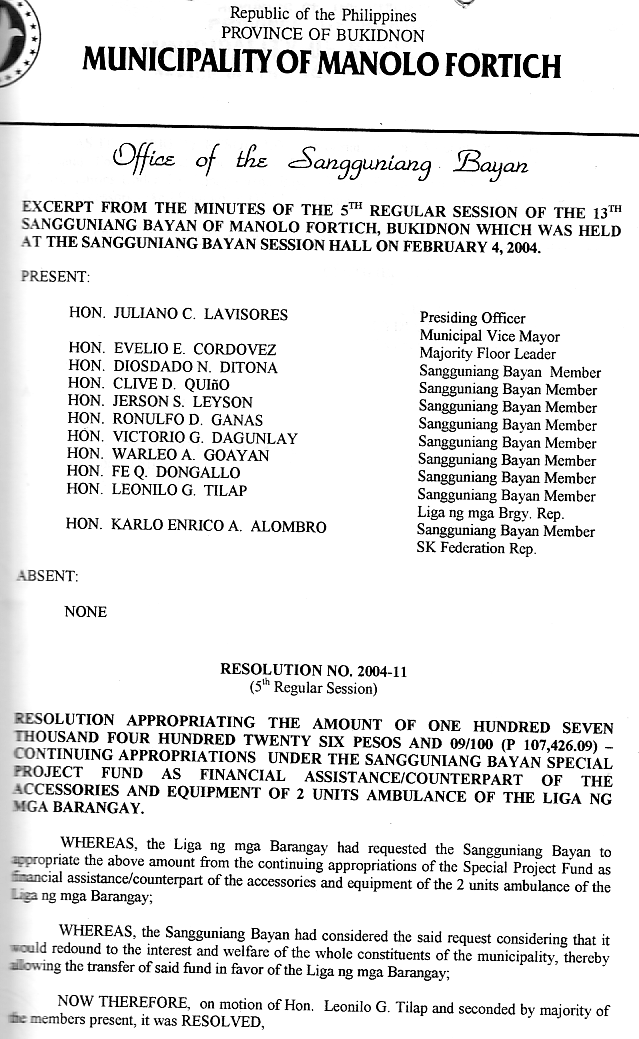 Republic of the Philippines
PROVINCE OF BUKIDNON
MUNICIPALITY OF MANOLO FORTICH
Office of the Sangguniang Bayan
EXCERPT FROM THE MINUTES OF THE 5TH REGULAR SESSION OF THE 13TH
SANGGUNIANG BAYAN OF MANOLO FORTICH, BUKIDNON WHICH WAS HELD
AT THE SANGGUNIANG BAYAN SESSION HALL ON FEBRUARY 4, 2004.
PRESENT:
HON. JULIANO C. LAVISORES Presiding Officer
Municipal Vice Mayor
HON. EVELIO E. CORDOVEZ Majority Floor Leader
HON. DIOSDADO N. DITONA Sangguniang Bayan Member
HON. CLIVE D. QUIñO Sangguniang Bayan Member
HON. JERSON S. LEYSON Sangguniang Bayan Member
HON. RONULFO D. GANAS Sangguniang Bayan Member
HON. VICTORIO G. DAGUNLAY Sangguniang Bayan Member
HON. WARLEO A. GOAYAN Sangguniang Bayan Member
HON. FE Q. DONGALLO Sangguniang Bayan Member
HON. LEONILO G. TILAP Sangguniang Bayan Member
Liga ng mga Brgy. Rep.
HON. KARLO ENRICO A. ALOMBRO Sangguniang Bayan Member
SK Federation Rep.
ABSENT:
NONE
RESOLUTION NO. 2004-11
(5th Regular Session)
RESOLUTION APPROPRIATING THE AMOUNT OF ONE HUNDRED SEVEN
THOUSAND FOUR HUNDRED TWENTY SIX PESOS AND 09/100 (P 107,426.09) –
CONTINUING APPROPRIATIONS UNDER THE SANGGUNIANG BAYAN SPECIAL
PROJECT FUND AS FINANCIAL ASSISTANCE/COUNTERPART OF THE
ACCESSORIES AND EQUIPMENT OF 2 UNITS AMBULANCE OF THE LIGA NG
MGA BARANGAY.
WHEREAS, the Liga ng mga Barangay had requested the Sangguniang Bayan to
appropriate the above amount from the continuing appropriations of the Special Project Fund as
financial assistance/counterpart of the accessories and equipment of the 2 units ambulance of the
Liga ng mga Barangay;
WHEREAS, the Sangguniang Bayan had considered the said request considering that it
would redound to the interest and welfare of the whole constituents of the municipality, thereby
allowing the transfer of said fund in favor of the Liga ng mga Barangay;
NOW THEREFORE, on motion of Hon. Leonilo G. Tilap and seconded by majority of
the members present, it was RESOLVED,